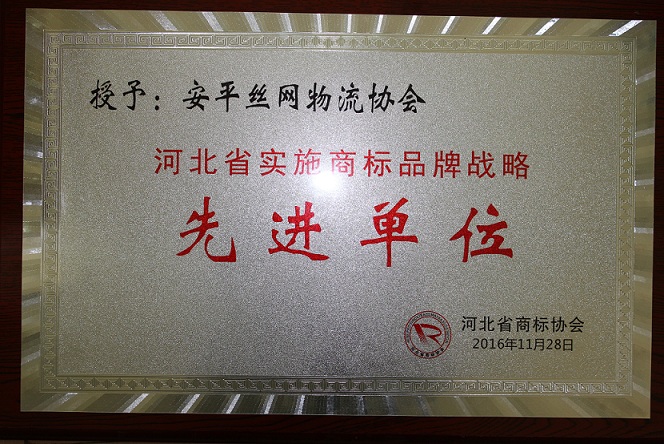 授予：安平丝网物流协会
河北省实施商标品牌战略
先进单位
河北省商标协会
2016年11月28日